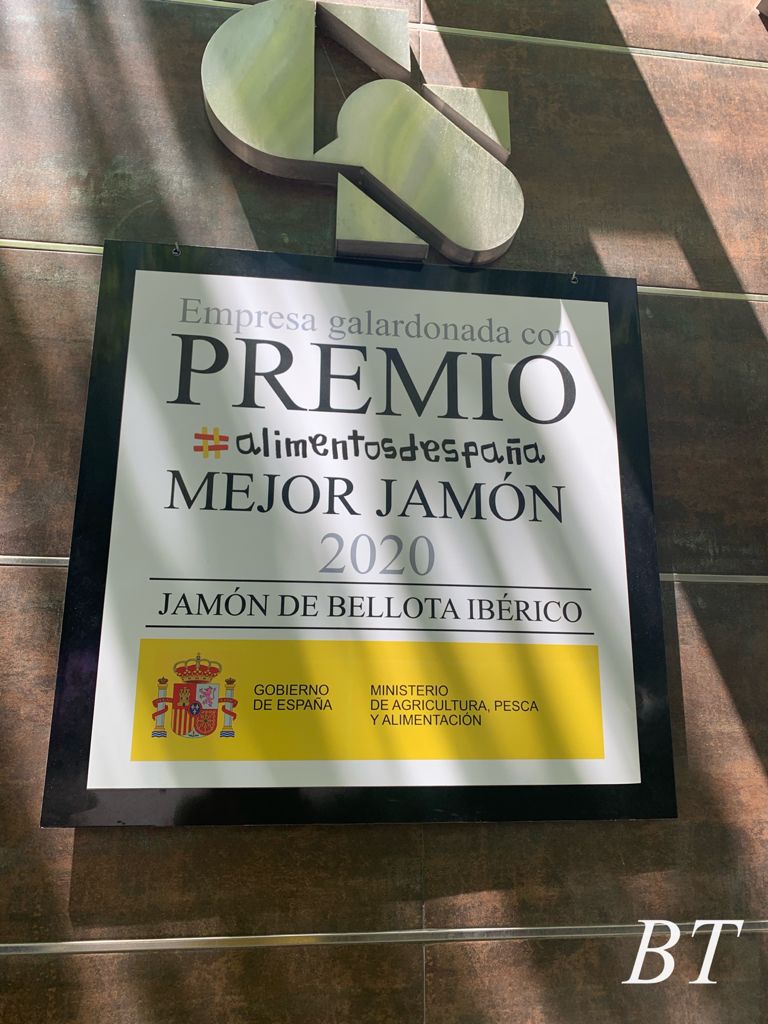 Empresa galardonada con
PREMIO
#alimentosdespaña
MEJOR JAMÓN
2020
JAMÓN DE BELLOTA IBÉRICO
GOBIERNO
DE ESPAÑA
MINISTERIO
DE AGRICULTURA, PESCA
Y ALIMENTACIÓN
BT